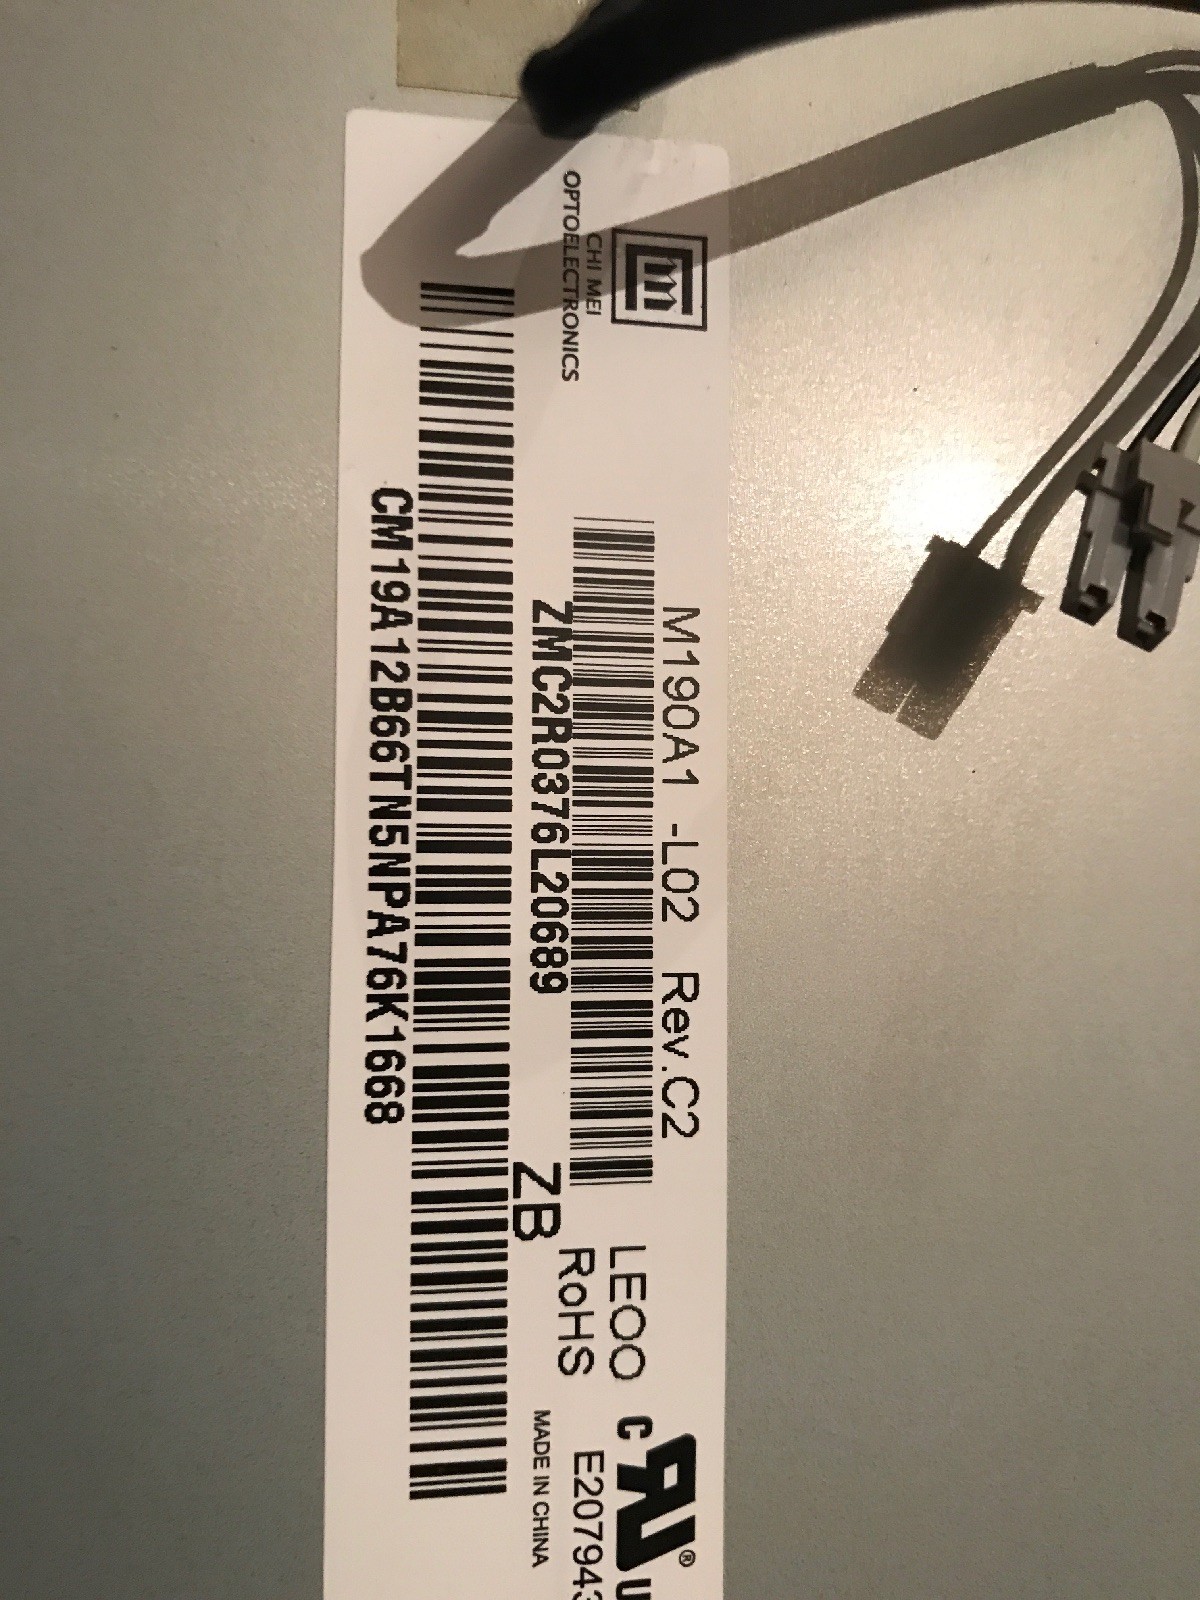 CHI MEI
OPTOELECTRONICS
M190A1 -L02 Rev.C2
ZMC2R0376L20689
CM19A12B66TN5NPA76K1668
ZB
LEOO
RoHS
MADE IN CHINA
C
®
E207943